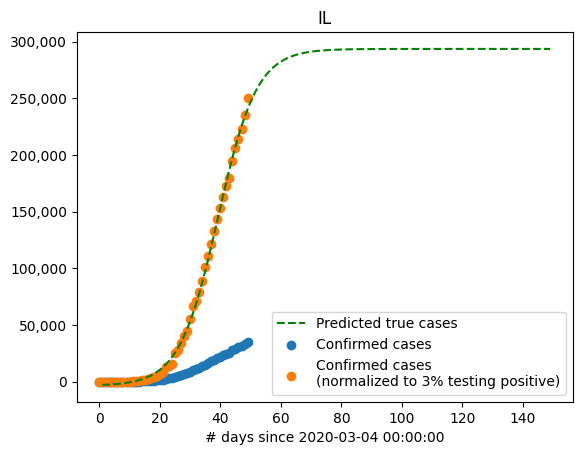 IL
300,000
250,000
200,000
150,000
100,000
50,000
0
Predicted true cases
Confirmed cases
Confirmed cases
(normalized to 3% testing positive)
0 20 40 60 80 100 120 140
# days since 2020-03-04 00:00:00